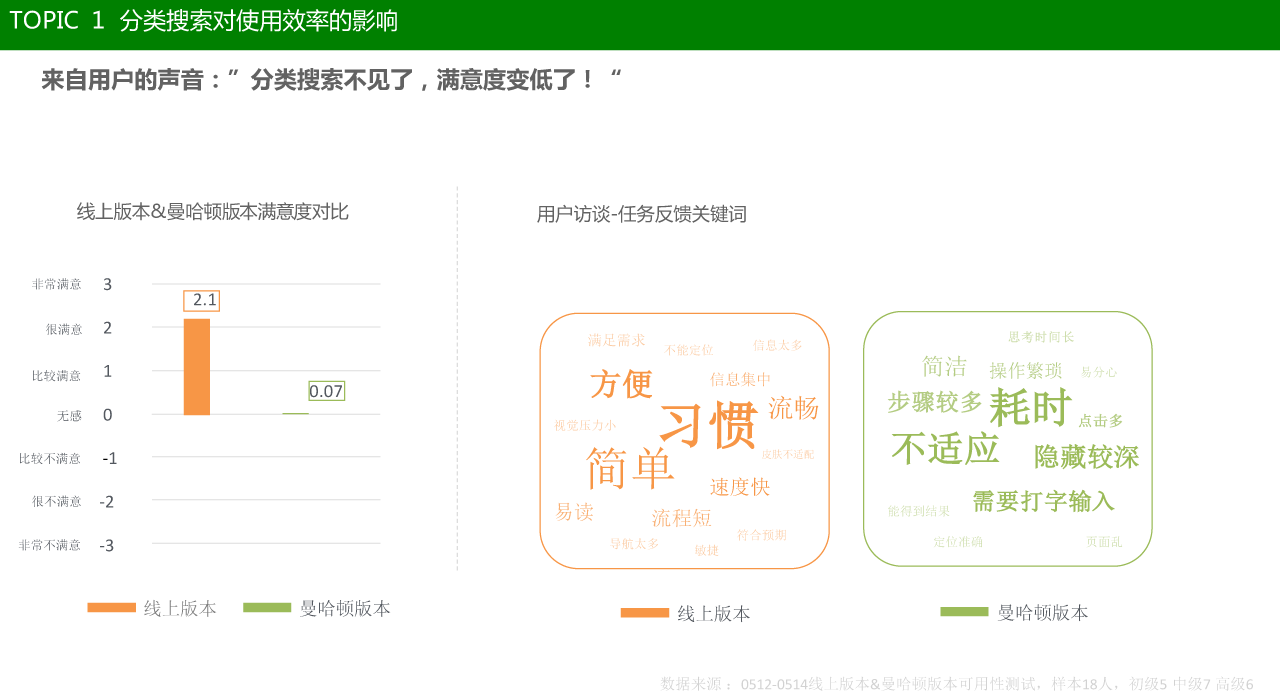 TOPIC 1 分类搜索对使用效率的影响
来自用户的声音：”分类搜索不见了，满意度变低了！“
线上版本&曼哈顿版本满意度对比
非常满意 3
很满意 2
比较满意 1
无感 0
比较不满意 -1
很不满意 -2
非常不满意 -3
2.1
0.07
线上版本 曼哈顿版本
用户访谈-任务反馈关键词
满足需求 不能定位 信息太多
方便 信息集中
习惯 流畅
视觉压力小
简单 皮肤不适配
速度快
易读 流程短
导航太多 敏捷 符合预期
线上版本
思考时间长
简洁 操作繁琐 易分心
步骤较多 耗时 点击多
不适应 隐藏较深
需要打字输入
能得到结果
定位准确 页面乱
曼哈顿版本
数据来源：0512-0514线上版本&曼哈顿版本可用性测试，样本18人，初级5 中级7 高级6